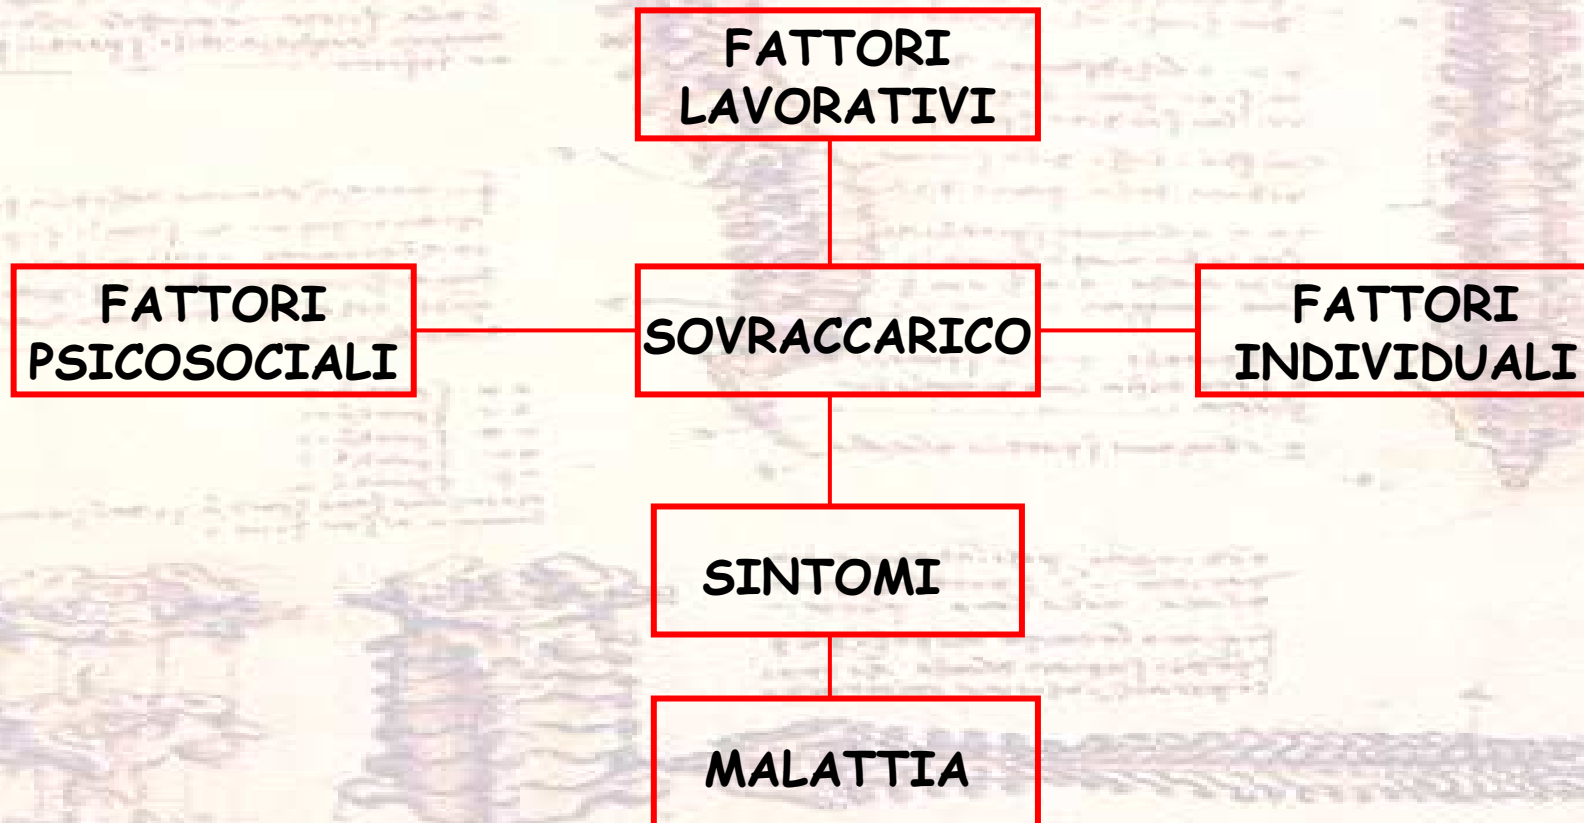 FATTORI
LAVORATIVI
FATTORI
PSICOSOCIALI
SOVRACCARICO
FATTORI
INDIVIDUALI
SINTOMI
MALATTIA